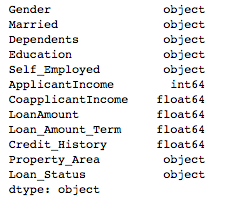 Gender object
Married object
Dependents object
Education object
Self_Employed object
ApplicantIncome int64
CoapplicantIncome float64
LoanAmount float64
Loan_Amount_Term float64
Credit_History float64
Property_Area object
Loan_Status object
dtype: object